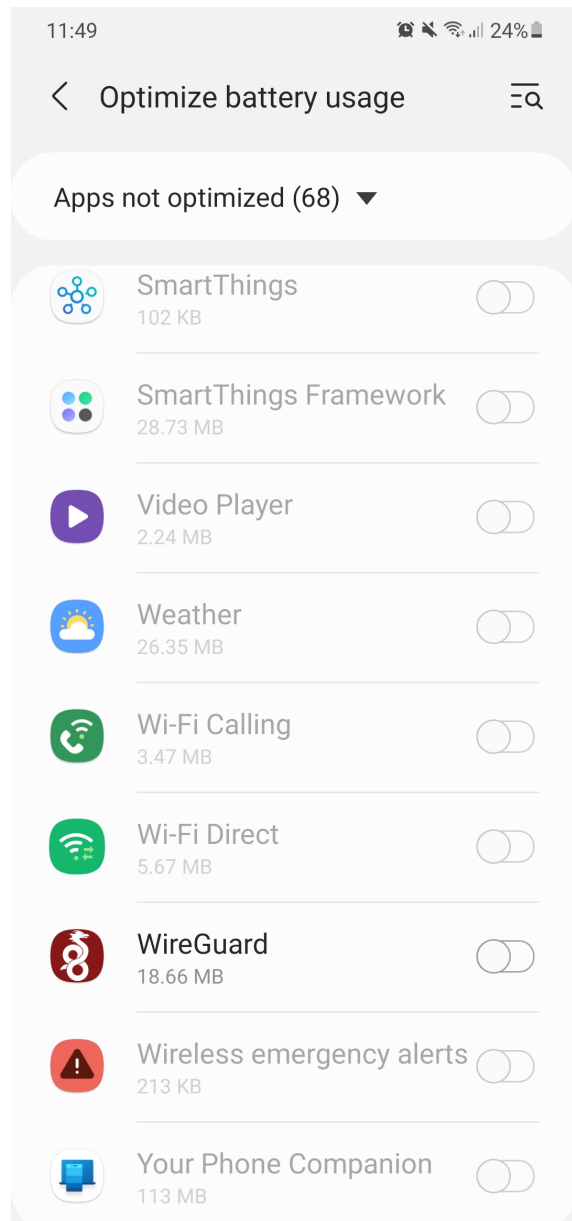 11:49
24%
Optimize battery usage
Apps not optimized (68)
SmartThings
102 KB
SmartThings Framework
28.73 MB
Video Player
2.24 MB
Weather
26.35 MB
Wi-Fi Calling
3.47 MB
Wi-Fi Direct
5.67 MB
WireGuard
18.66 MB
Wireless emergency alerts
213 KB
Your Phone Companion
113 MB